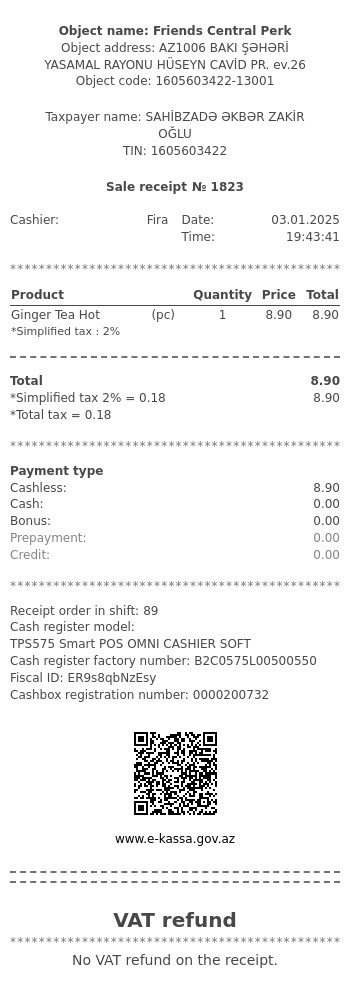 Object name: Friends Central Perk
Object address: AZ1006 BAKI ŞƏHƏRİ
YASAMAL RAYONU HÜSEYN CAVİD PR. ev.26
Object code: 1605603422-13001
Taxpayer name: SAHİBZADƏ ƏKBƏR ZAKİR
OĞLU
TIN: 1605603422
Sale receipt № 1823
Cashier: Fira Date: 03.01.2025
Time: 19:43:41
********************************************
Product Quantity Price Total
Ginger Tea Hot (pc) 1 8.90 8.90
*Simplified tax : 2%
Total 8.90
*Simplified tax 2% = 0.18 8.90
*Total tax = 0.18
********************************************
Payment type
Cashless: 8.90
Cash: 0.00
Bonus: 0.00
Prepayment: 0.00
Credit: 0.00
********************************************
Receipt order in shift: 89
Cash register model:
TPS575 Smart POS OMNI CASHIER SOFT
Cash register factory number: B2C0575L00500550
Fiscal ID: ER9s8qbNzEsy
Cashbox registration number: 0000200732
www.e-kassa.gov.az
VAT refund
********************************************
No VAT refund on the receipt.